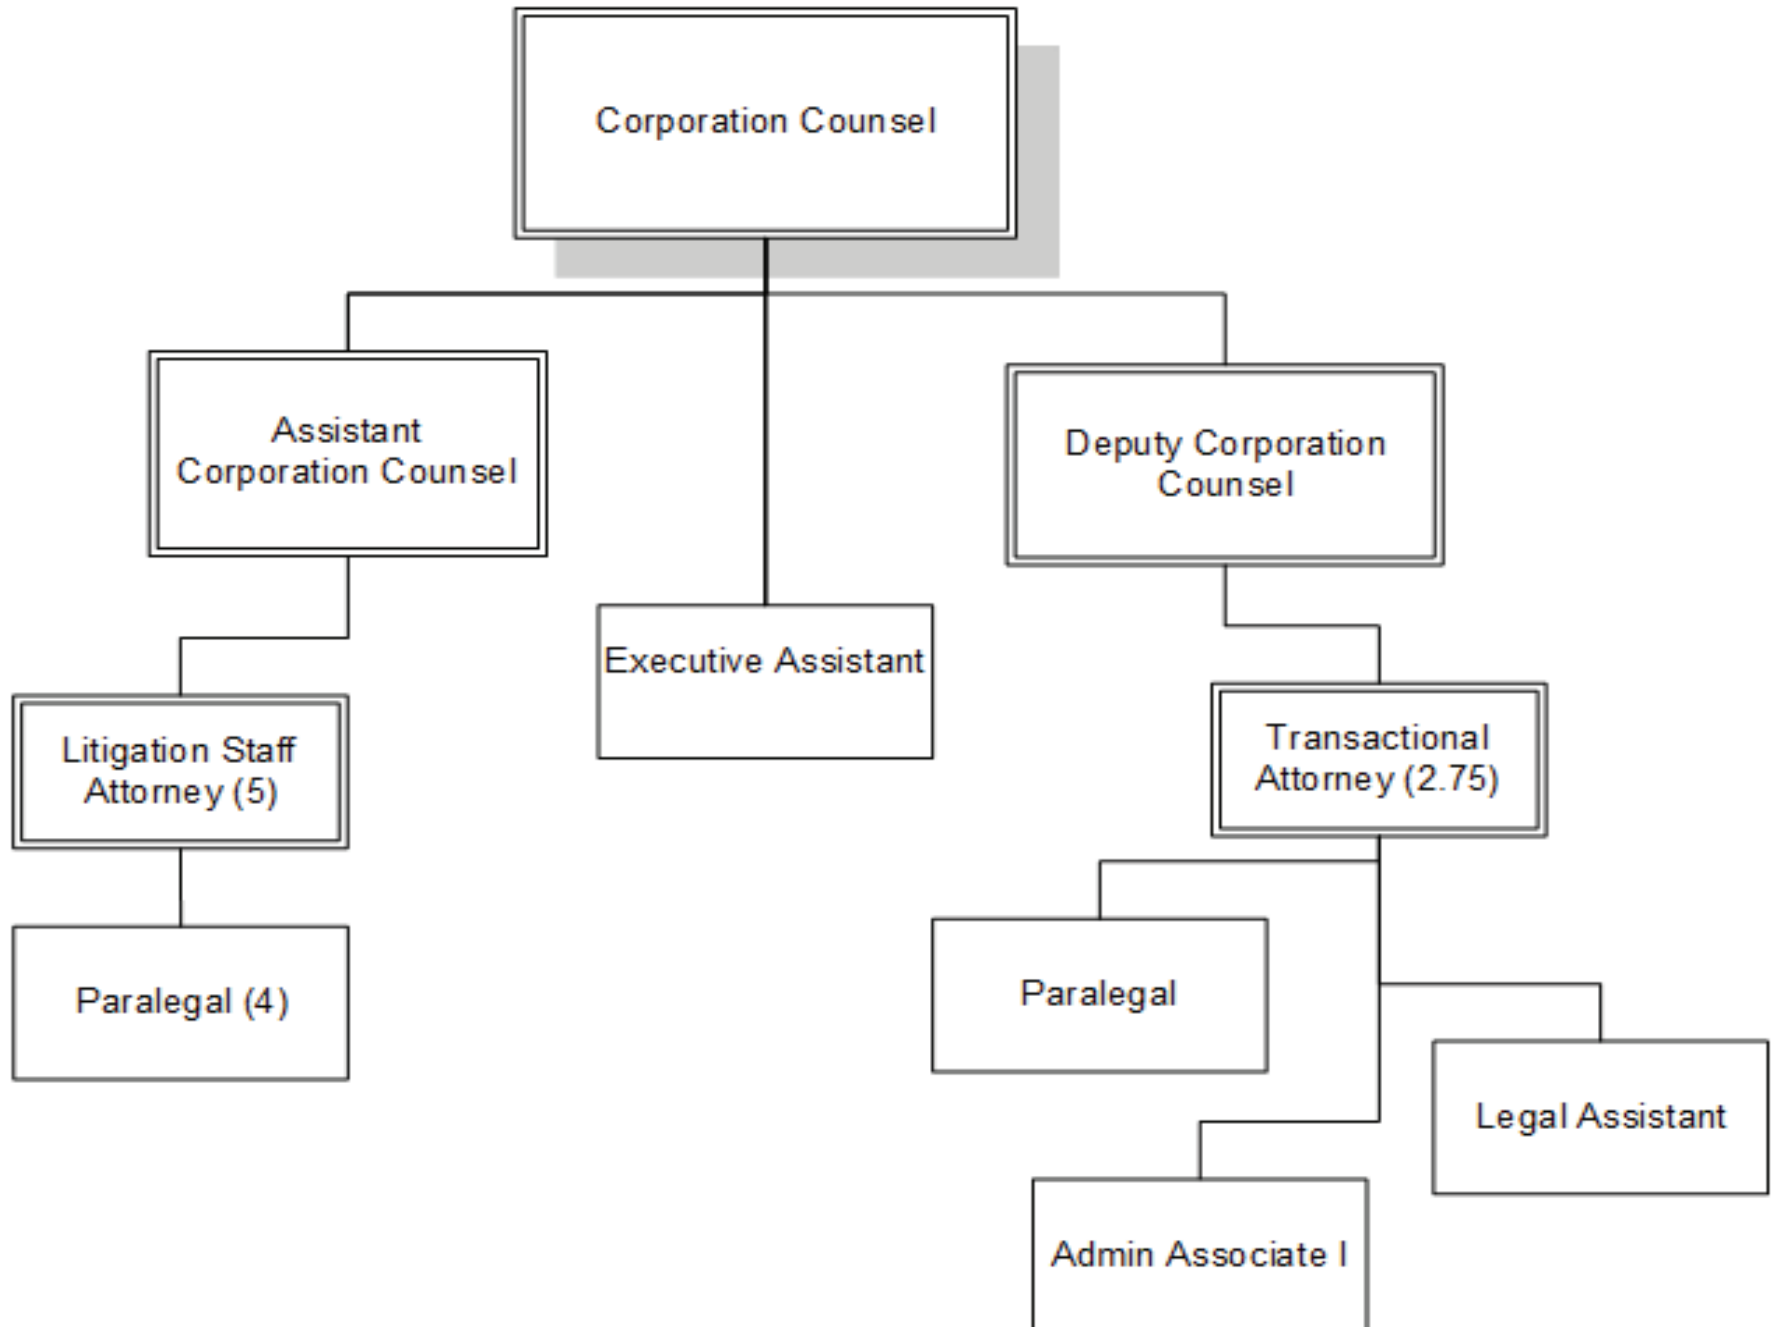 Corporation Counsel
Assistant
Corporation Counsel
Deputy Corporation
Counsel
Executive Assistant
Litigation Staff
Attorney (5)
Transactional
Attorney (2.75)
Paralegal (4)
Paralegal
Legal Assistant
Admin Associate I